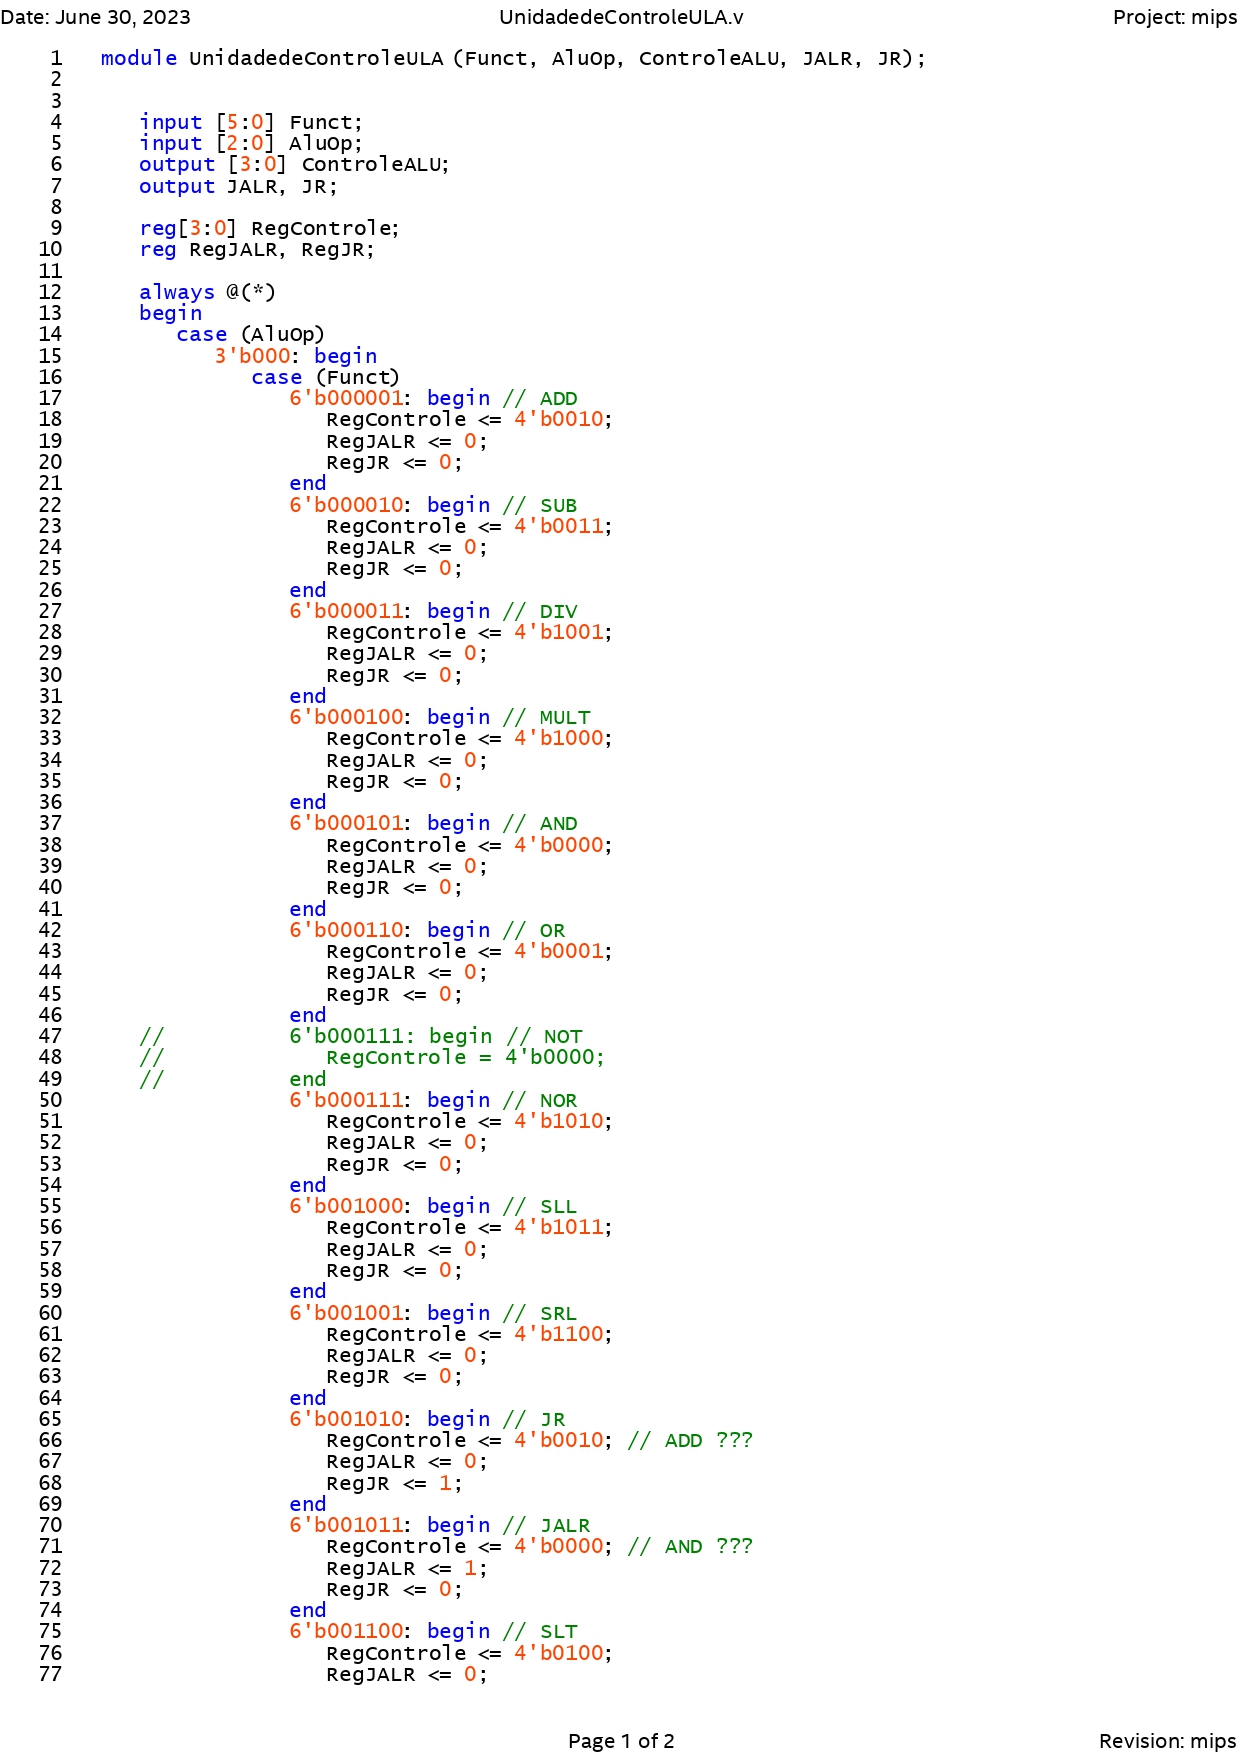 Date: June 30, 2023 UnidadedeControleULA.v Project: mips
1 module UnidadedeControleULA (Funct, AluOp, ControleALU, JALR, JR);
2
3
4 input [5:0] Funct;
5 input [2:0] AluOp;
6 output [3:0] ControleALU;
7 output JALR, JR;
8
9 reg[3:0] RegControle;
10 reg RegJALR, RegJR;
11
12 always @(*)
13 begin
14 case (AluOp)
15 3'b000: begin
16 case (Funct)
17 6'b000001: begin // ADD
18 RegControle <= 4'b0010;
19 RegJALR <= 0;
20 RegJR <= 0;
21 end
22 6'b000010: begin // SUB
23 RegControle <= 4'b0011;
24 RegJALR <= 0;
25 RegJR <= 0;
26 end
27 6'b000011: begin // DIV
28 RegControle <= 4'b1001;
29 RegJALR <= 0;
30 RegJR <= 0;
31 end
32 6'b000100: begin // MULT
33 RegControle <= 4'b1000;
34 RegJALR <= 0;
35 RegJR <= 0;
36 end
37 6'b000101: begin // AND
38 RegControle <= 4'b0000;
39 RegJALR <= 0;
40 RegJR <= 0;
41 end
42 6'b000110: begin // OR
43 RegControle <= 4'b0001;
44 RegJALR <= 0;
45 RegJR <= 0;
46 end
47 // 6'b000111: begin // NOT
48 // RegControle = 4'b0000;
49 // end
50 6'b000111: begin // NOR
51 RegControle <= 4'b1010;
52 RegJALR <= 0;
53 RegJR <= 0;
54 end
55 6'b001000: begin // SLL
56 RegControle <= 4'b1011;
57 RegJALR <= 0;
58 RegJR <= 0;
59 end
60 6'b001001: begin // SRL
61 RegControle <= 4'b1100;
62 RegJALR <= 0;
63 RegJR <= 0;
64 end
65 6'b001010: begin // JR
66 RegControle <= 4'b0010; // ADD ???
67 RegJALR <= 0;
68 RegJR <= 1;
69 end
70 6'b001011: begin // JALR
71 RegControle <= 4'b0000; // AND ???
72 RegJALR <= 1;
73 RegJR <= 0;
74 end
75 6'b001100: begin // SLT
76 RegControle <= 4'b0100;
77 RegJALR <= 0;
Page 1 of 2 Revision: mips